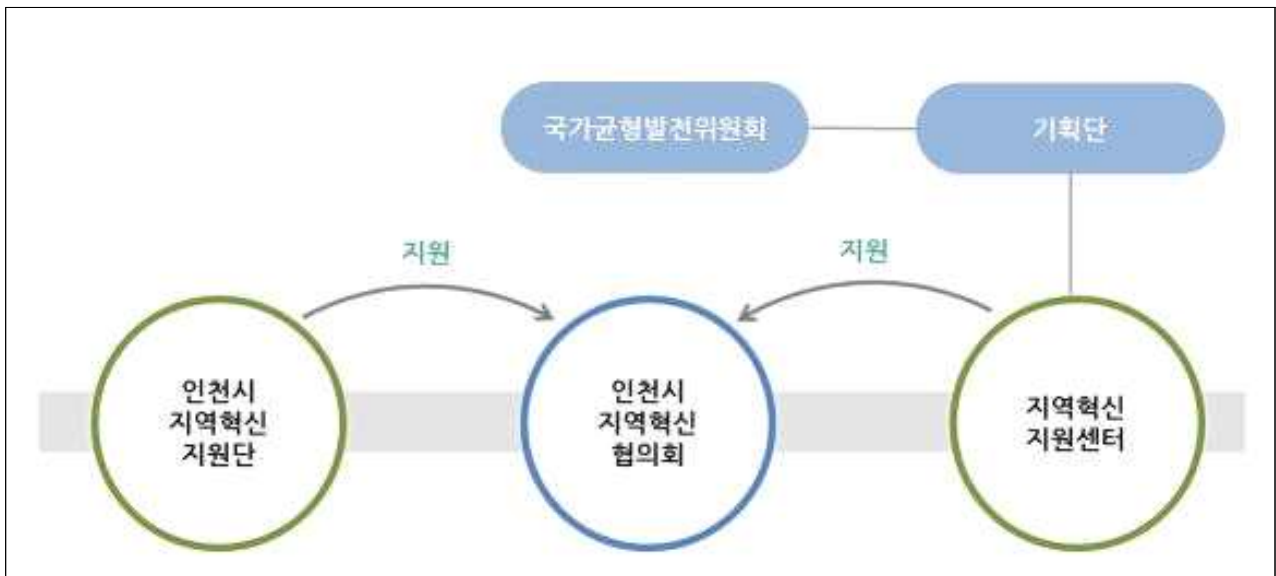 국가균형발전위원회
기획단
지원
지원
인천시
지역혁신
지원단
인천시
지역혁신
협의회
지역혁신
지원센터